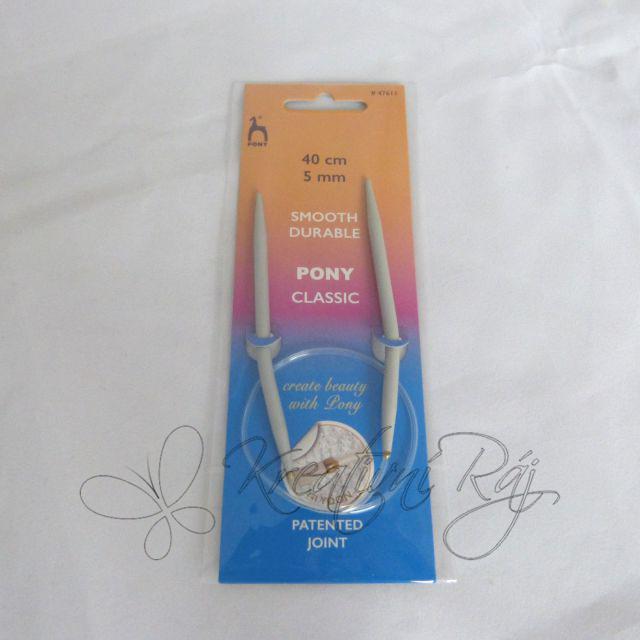 PONY
40 cm
5 mm
SMOOTH
DURABLE
PONY
CLASSIC
create beauty
with Pony
Kreativní Ráj
PATENTED
JOINT